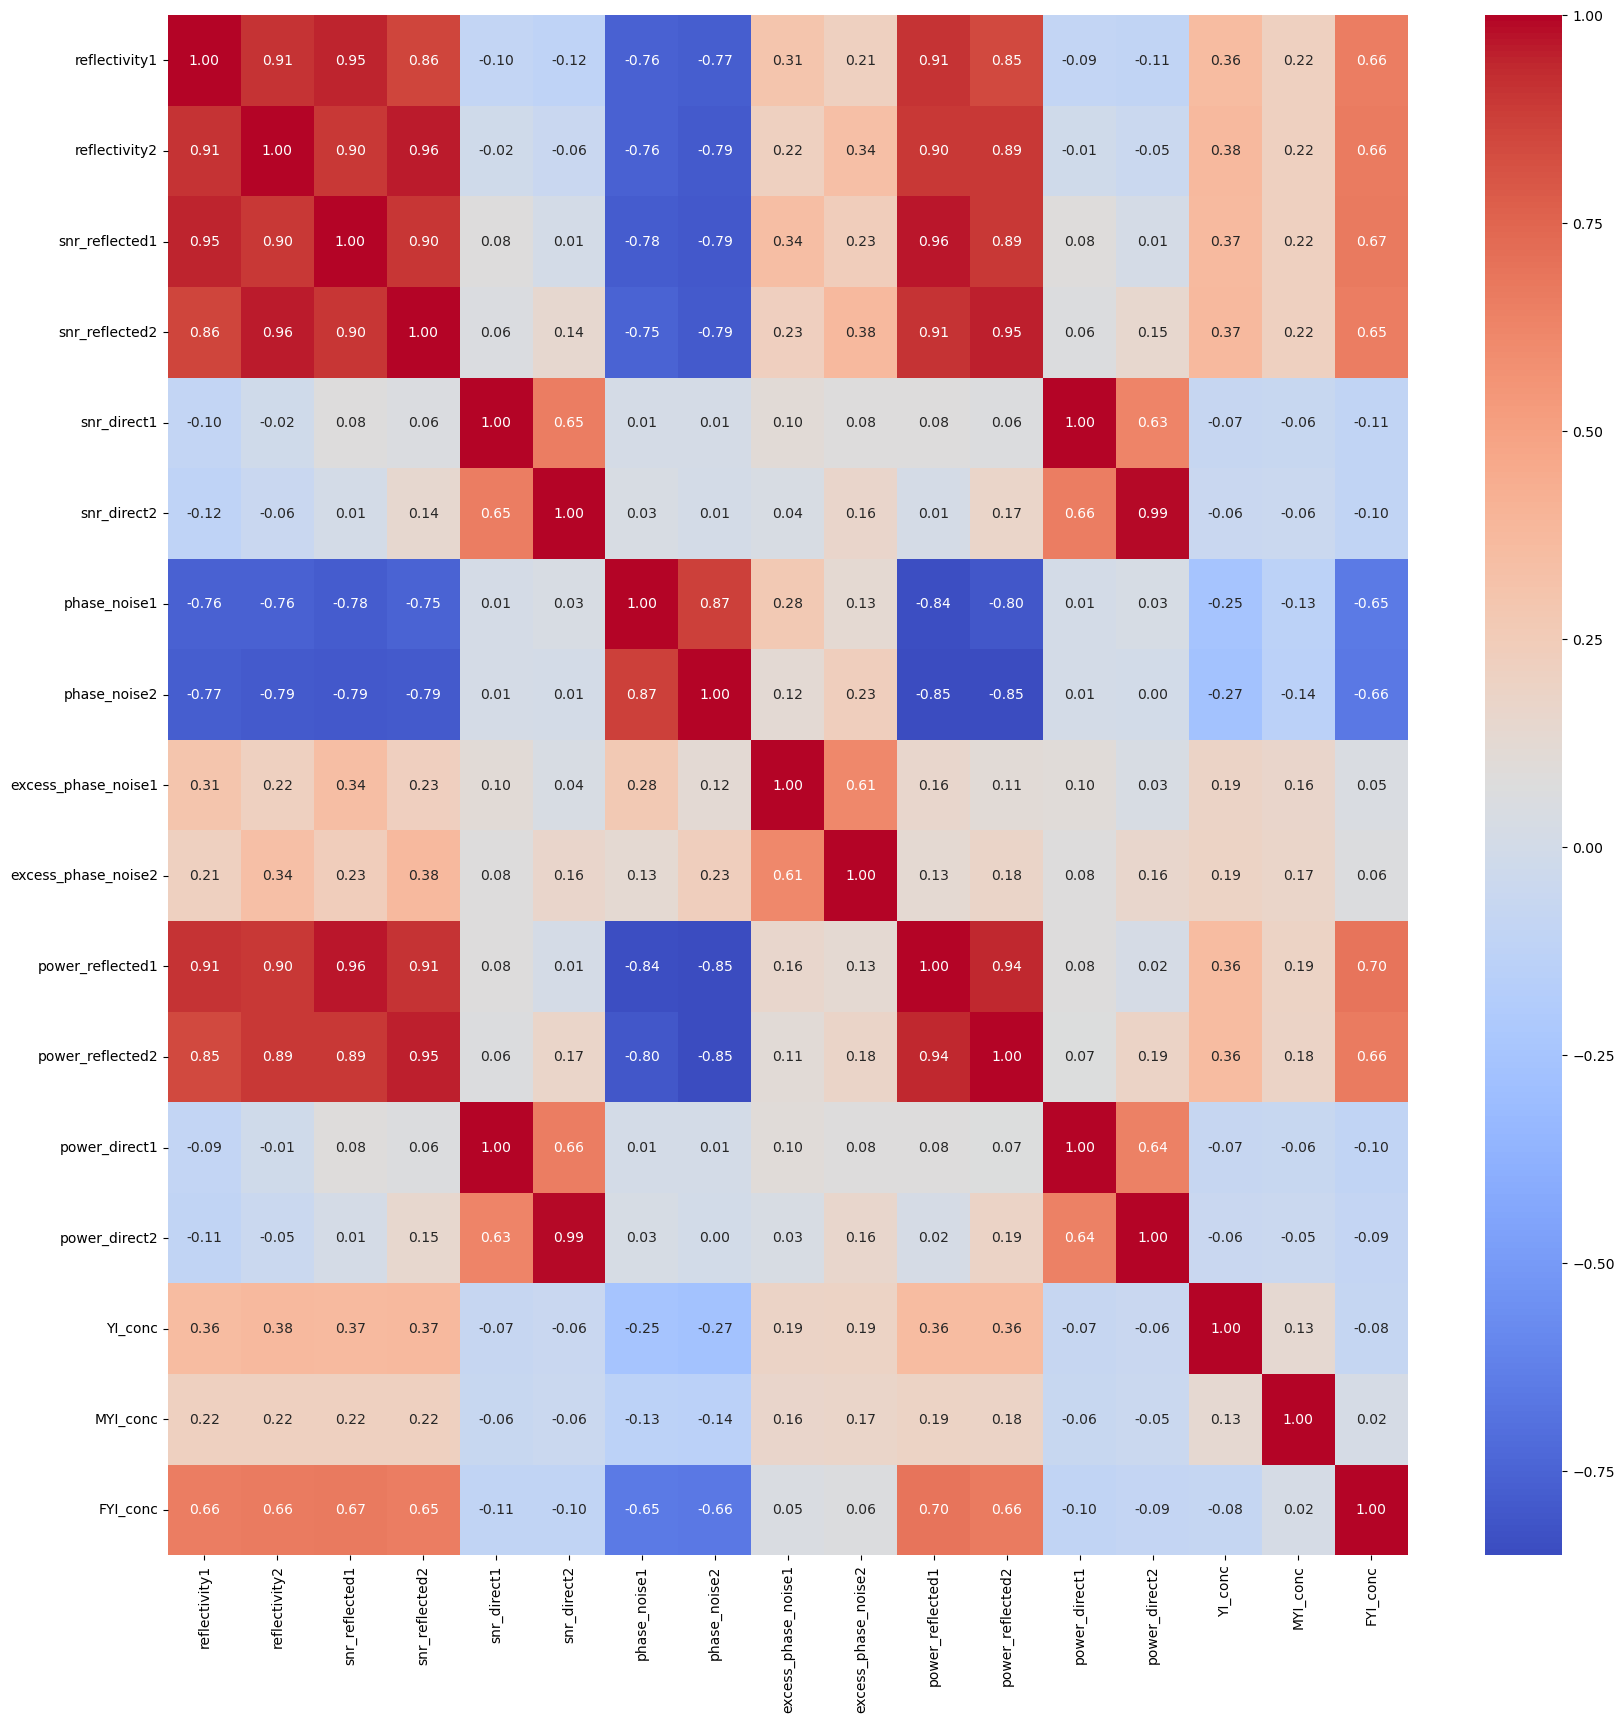 reflectivity1 1.00 0.91 0.95 0.86 -0.10 -0.12 -0.76 -0.77 0.31 0.21 0.91 0.85 -0.09 -0.11 0.36 0.22 0.66
reflectivity2 0.91 1.00 0.90 0.96 -0.02 -0.06 -0.76 -0.79 0.22 0.34 0.90 0.89 -0.01 -0.05 0.38 0.22 0.66
snr_reflected1 0.95 0.90 1.00 0.90 0.08 0.01 -0.78 -0.79 0.34 0.23 0.96 0.89 0.08 0.01 0.37 0.22 0.67
snr_reflected2 0.86 0.96 0.90 1.00 0.06 0.14 -0.75 -0.79 0.23 0.38 0.91 0.95 0.06 0.15 0.37 0.22 0.65
snr_direct1 -0.10 -0.02 0.08 0.06 1.00 0.65 0.01 0.01 0.10 0.08 0.08 0.06 1.00 0.63 -0.07 -0.06 -0.11
snr_direct2 -0.12 -0.06 0.01 0.14 0.65 1.00 0.03 0.01 0.04 0.16 0.01 0.17 0.66 0.99 -0.06 -0.06 -0.10
phase_noise1 -0.76 -0.76 -0.78 -0.75 0.01 0.03 1.00 0.87 0.28 0.13 -0.84 -0.80 0.01 0.03 -0.25 -0.13 -0.65
phase_noise2 -0.77 -0.79 -0.79 -0.79 0.01 0.01 0.87 1.00 0.12 0.23 -0.85 -0.85 0.01 0.00 -0.27 -0.14 -0.66
excess_phase_noise1 0.31 0.22 0.34 0.23 0.10 0.04 0.28 0.12 1.00 0.61 0.16 0.11 0.10 0.03 0.19 0.16 0.05
excess_phase_noise2 0.21 0.34 0.23 0.38 0.08 0.16 0.13 0.23 0.61 1.00 0.13 0.18 0.08 0.16 0.19 0.17 0.06
power_reflected1 0.91 0.90 0.96 0.91 0.08 0.01 -0.84 -0.85 0.16 0.13 1.00 0.94 0.08 0.02 0.36 0.19 0.70
power_reflected2 0.85 0.89 0.89 0.95 0.06 0.17 -0.80 -0.85 0.11 0.18 0.94 1.00 0.07 0.19 0.36 0.18 0.66
power_direct1 -0.09 -0.01 0.08 0.06 1.00 0.66 0.01 0.01 0.10 0.08 0.08 0.07 1.00 0.64 -0.07 -0.06 -0.10
power_direct2 -0.11 -0.05 0.01 0.15 0.63 0.99 0.03 0.00 0.03 0.16 0.02 0.19 0.64 1.00 -0.06 -0.05 -0.09
YI_conc 0.36 0.38 0.37 0.37 -0.07 -0.06 -0.25 -0.27 0.19 0.19 0.36 0.36 -0.07 -0.06 1.00 0.13 -0.08
MYI_conc 0.22 0.22 0.22 0.22 -0.06 -0.06 -0.13 -0.14 0.16 0.17 0.19 0.18 -0.06 -0.05 0.13 1.00 0.02
FYI_conc 0.66 0.66 0.67 0.65 -0.11 -0.10 -0.65 -0.66 0.05 0.06 0.70 0.66 -0.10 -0.09 -0.08 0.02 1.00
reflectivity1
reflectivity2
snr_reflected1
snr_reflected2
snr_direct1
snr_direct2
phase_noise1
phase_noise2
excess_phase_noise1
excess_phase_noise2
power_reflected1
power_reflected2
power_direct1
power_direct2
YI_conc
MYI_conc
FYI_conc
1.00
0.75
0.50
0.25
0.00
−0.25
−0.50
−0.75